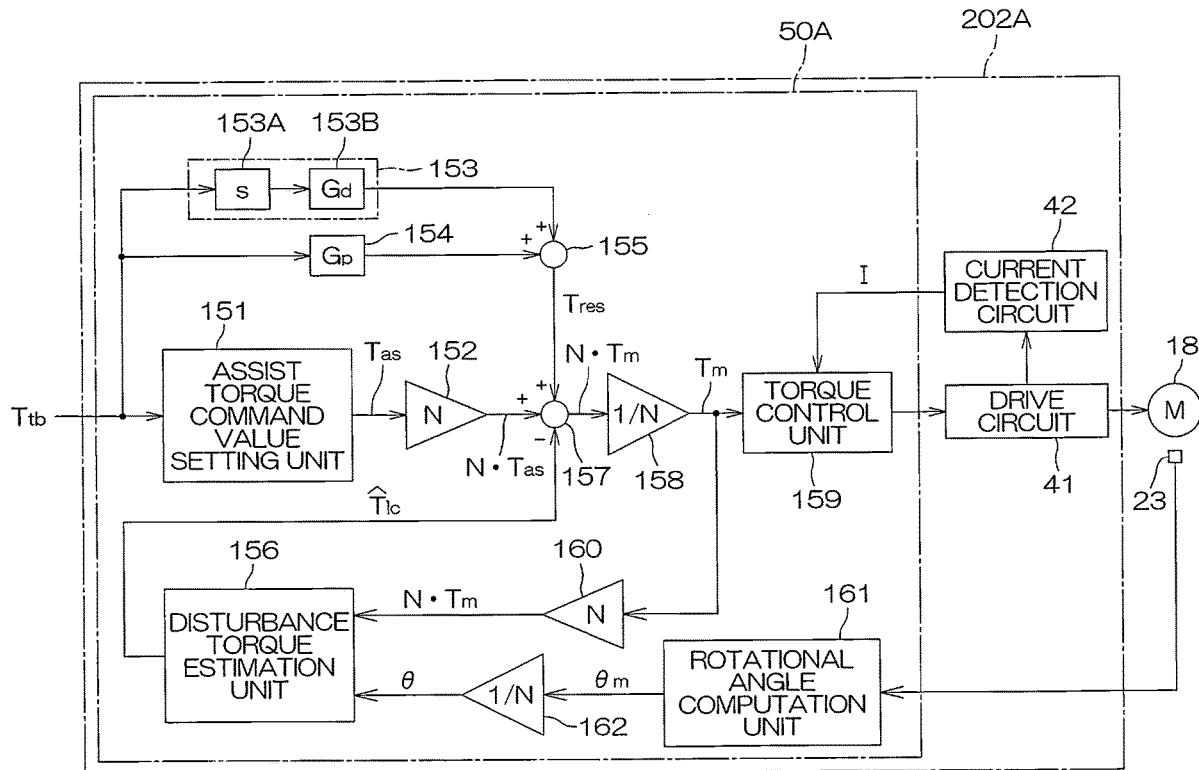 50A
202A
153A
153B
153
s
Gd
154
Gp
+
+
155
42
CURRENT
DETECTION
CIRCUIT
I
Tres
151
ASSIST
TORQUE
COMMAND
VALUE
SETTING UNIT
Ttb
Tas
152
N
N・Tas
+
+
−
157
N・Tm
1/N
158
Tm
TORQUE
CONTROL
UNIT
159
DRIVE
CIRCUIT
41
18
M
23
T̂lc
156
DISTURBANCE
TORQUE
ESTIMATION
UNIT
N・Tm
160
N
θ
1/N
162
θm
161
ROTATIONAL
ANGLE
COMPUTATION
UNIT